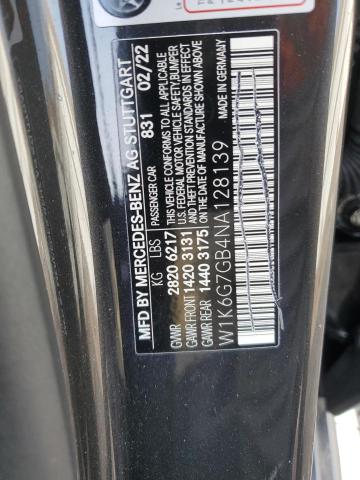 MFD BY MERCEDES-BENZ AG STUTTGART
PASSENGER CAR 831 02/22
KG LBS THIS VEHICLE CONFORMS TO ALL APPLICABLE
GVWR 2820 6217 U.S. FEDERAL MOTOR VEHICLE SAFETY, BUMPER
GAWR FRONT 1420 3131 AND THEFT PREVENTION STANDARDS IN EFFECT
GAWR REAR 1440 3175 ON THE DATE OF MANUFACTURE SHOWN ABOVE
MADE IN GERMANY
W1K6G7GB4NA128139